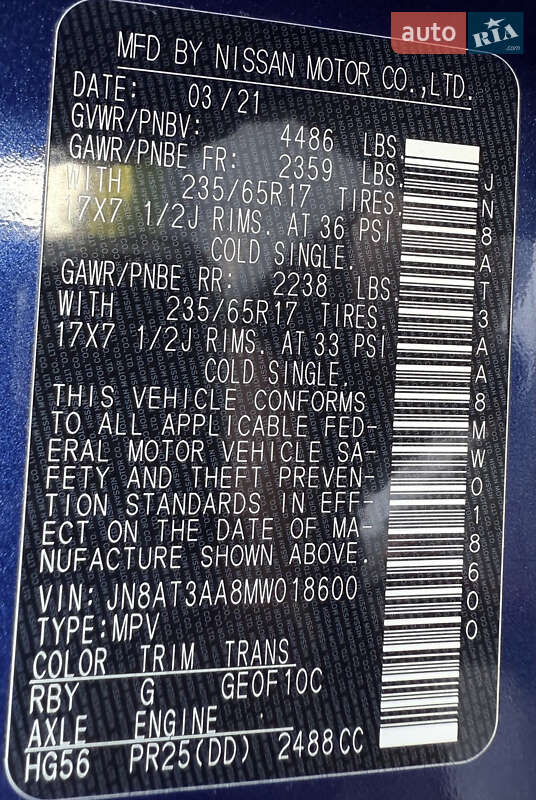 auto RIA.com
MFD BY NISSAN MOTOR CO.,LTD.
DATE: 03/21
GVWR/PNBV: 4486 LBS.
GAWR/PNBE FR: 2359 LBS.
WITH 235/65R17 TIRES.
17X7 1/2J RIMS. AT 36 PSI
COLD SINGLE.
GAWR/PNBE RR: 2238 LBS.
WITH 235/65R17 TIRES.
17X7 1/2J RIMS. AT 33 PSI
COLD SINGLE.
THIS VEHICLE CONFORMS
TO ALL APPLICABLE FED-
ERAL MOTOR VEHICLE SA-
FETY AND THEFT PREVEN-
TION STANDARDS IN EFF-
ECT ON THE DATE OF MA-
NUFACTURE SHOWN ABOVE.
VIN: JN8AT3AA8MW018600
TYPE:MPV
COLOR TRIM TRANS
RBY G GEOF10C
AXLE ENGINE
HG56 PR25(DD) 2488CC
JN8AT3AA8MW018600